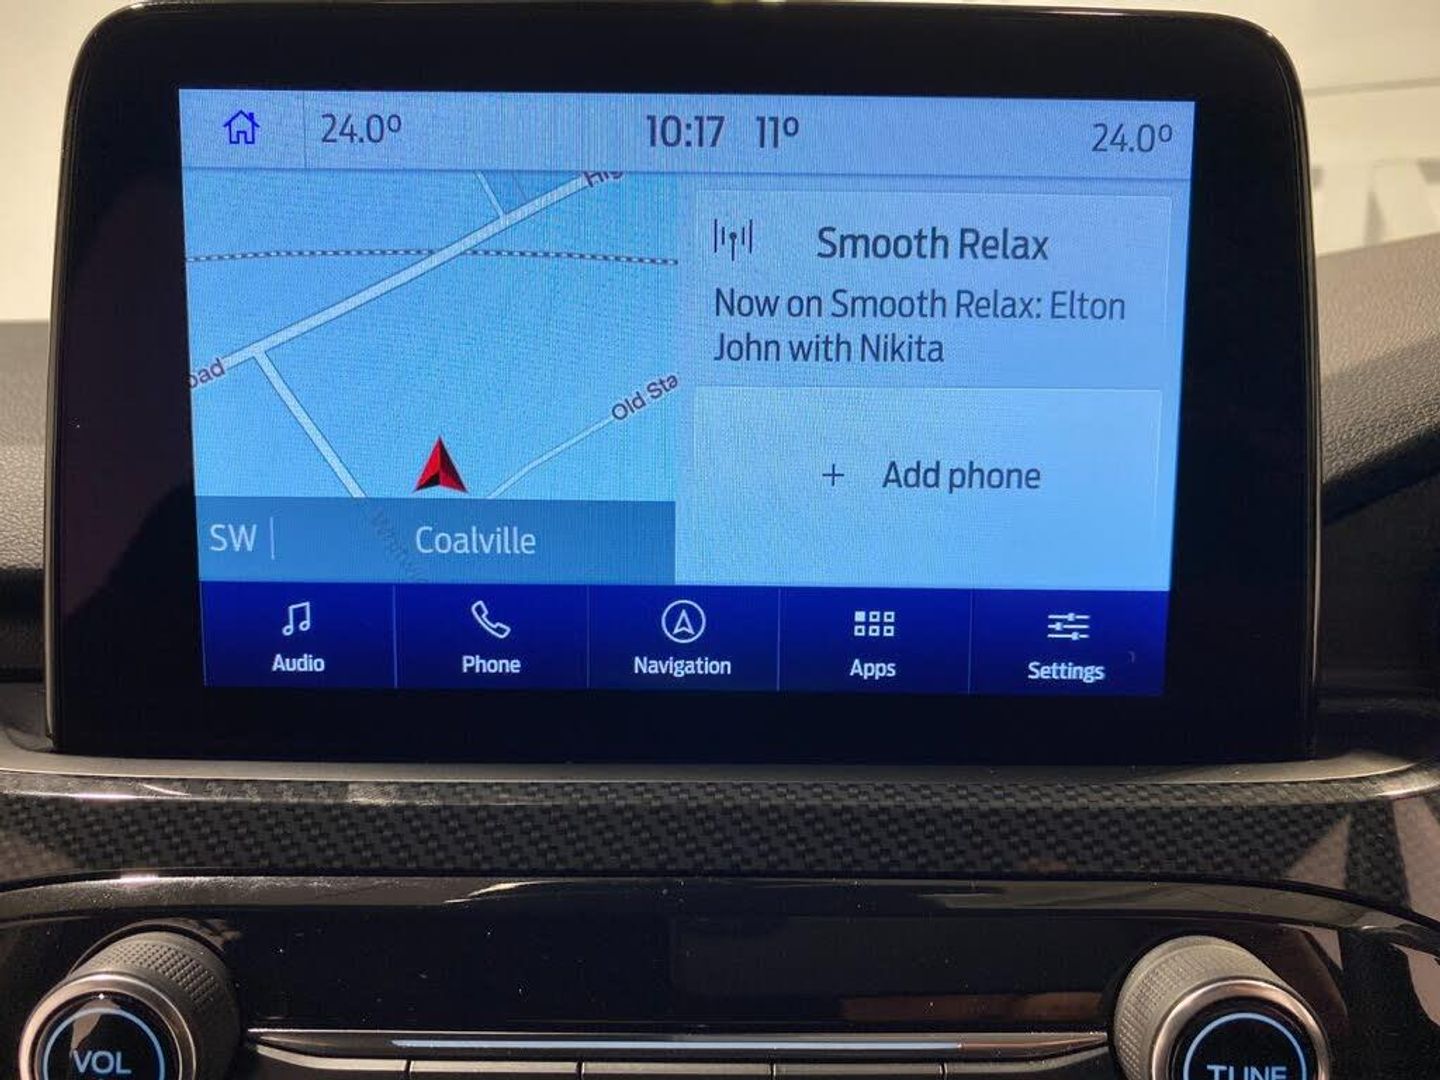 24.0° 10:17 11° 24.0°
Smooth Relax
Now on Smooth Relax: Elton
John with Nikita
Old Sta
+ Add phone
SW | Coalville
Audio Phone Navigation Apps Settings
VOL TUNE